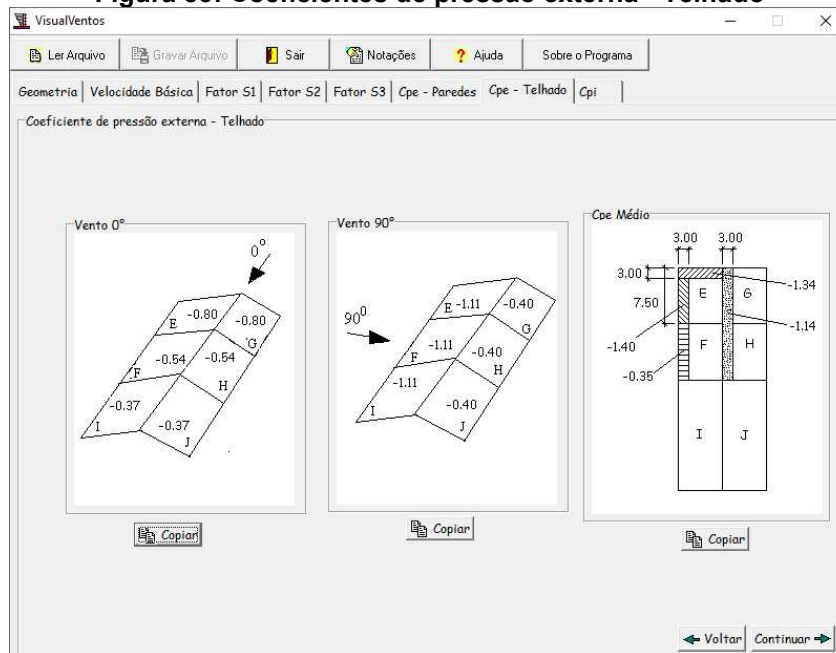 Figura 35: Coeficientes de pressão externa - Telhado
VisualVentos
Ler Arquivo Gravar Arquivo Sair Notações ? Ajuda Sobre o Programa
Geometria Velocidade Básica Fator S1 Fator S2 Fator S3 Cpe - Paredes Cpe - Telhado Cpi
Coeficiente de pressão externa - Telhado
Vento 0°
0°
E -0.80 -0.80 G
F -0.54 -0.54 H
-0.37 I
-0.37 J
Copiar
Vento 90°
90°
E -1.11 -0.40 G
-1.11 F -0.40 H
-1.11 I
-0.40 J
Copiar
Cpe Médio
3.00 3.00
3.00
7.50
E G
-1.34
-1.14
F H
-1.40
-0.35
I J
Copiar
Voltar Continuar